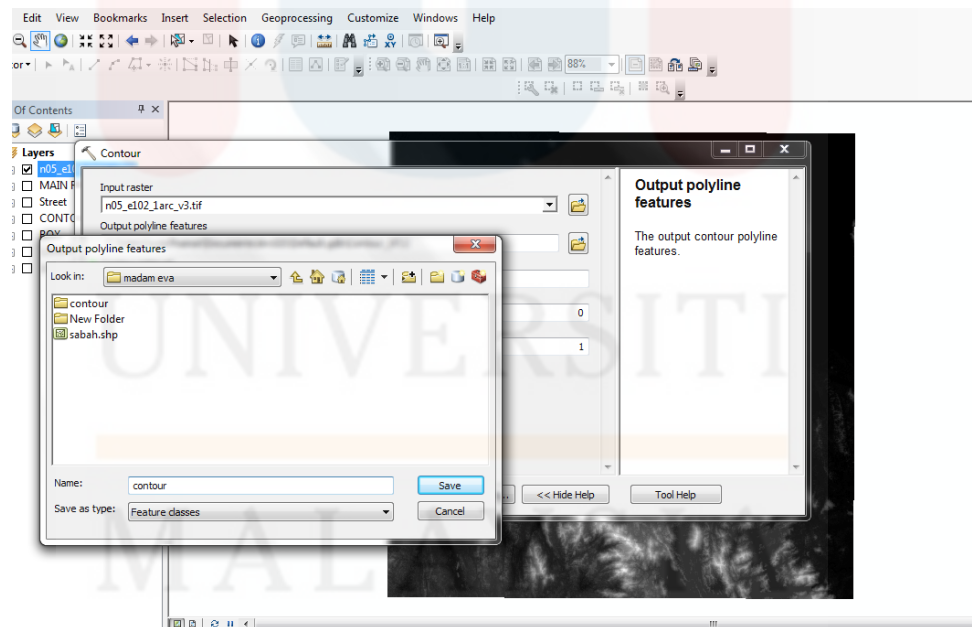 Edit View Bookmarks Insert Selection Geoprocessing Customize Windows Help
88%
Of Contents
Layers
MAIN
Street
Contour
Input raster
n05_e102_1arc_v3.tif
Output polyline features
0
1
Output polyline features
The output contour polyline features.
<< Hide Help
Tool Help
Output polyline features
Look in:
madam eva
contour
New Folder
sabah.shp
Name:
contour
Save
Save as type:
Feature classes
Cancel
UNIVERSITI
MALAYSIA